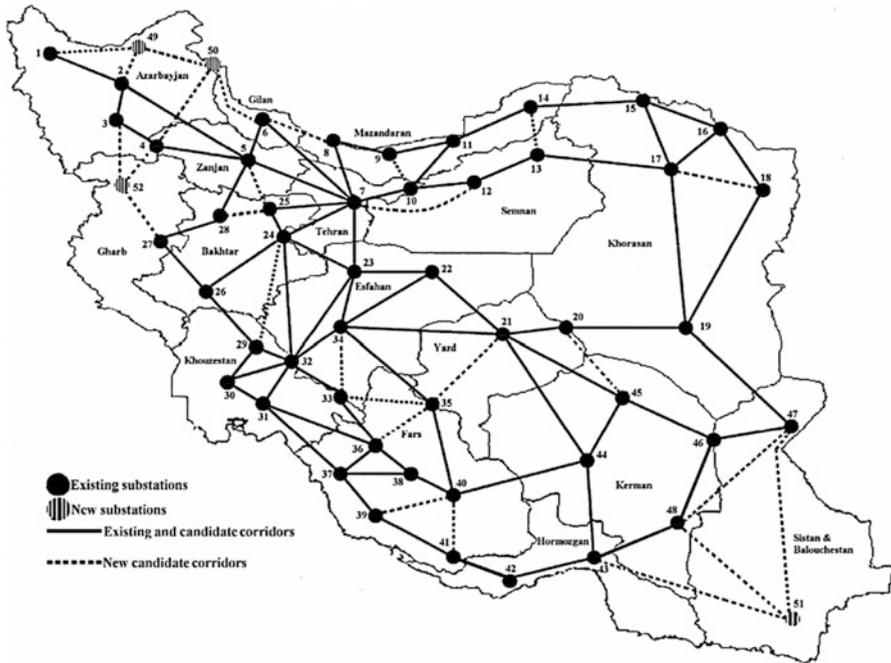 49
50
1
2
Azarbayjan
Gilan
14
15
6
Mazandaran
16
3
8
11
4
5
9
17
Zanjan
13
18
52
7
10
12
25
Semnan
28
Tehran
24
27
23
22
Khorasan
Gharb
Bakhtar
Esfahan
26
21
20
19
34
29
Yazd
Khouzestan
32
30
45
33
35
47
31
Fars
46
36
44
37
38
40
Kerman
Existing substations
48
New substations
39
Existing and candidate corridors
Sistan &
Balouchestan
41
Hormozgan
New candidate corridors
42
43
51